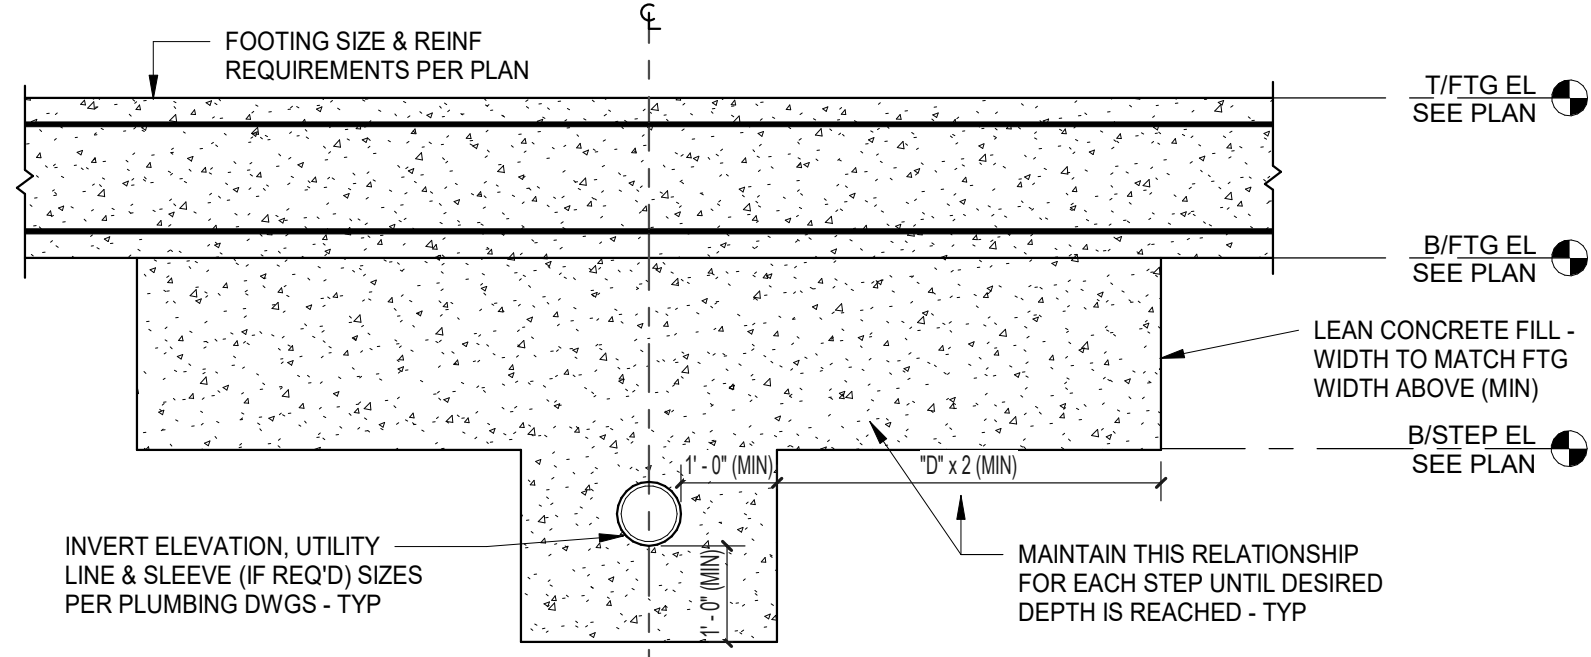 ℄
FOOTING SIZE & REINF
REQUIREMENTS PER PLAN
T/FTG EL
SEE PLAN
B/FTG EL
SEE PLAN
LEAN CONCRETE FILL -
WIDTH TO MATCH FTG
WIDTH ABOVE (MIN)
B/STEP EL
SEE PLAN
1' - 0" (MIN)
"D" x 2 (MIN)
INVERT ELEVATION, UTILITY
LINE & SLEEVE (IF REQ'D) SIZES
PER PLUMBING DWGS - TYP
1' - 0" (MIN)
MAINTAIN THIS RELATIONSHIP
FOR EACH STEP UNTIL DESIRED
DEPTH IS REACHED - TYP